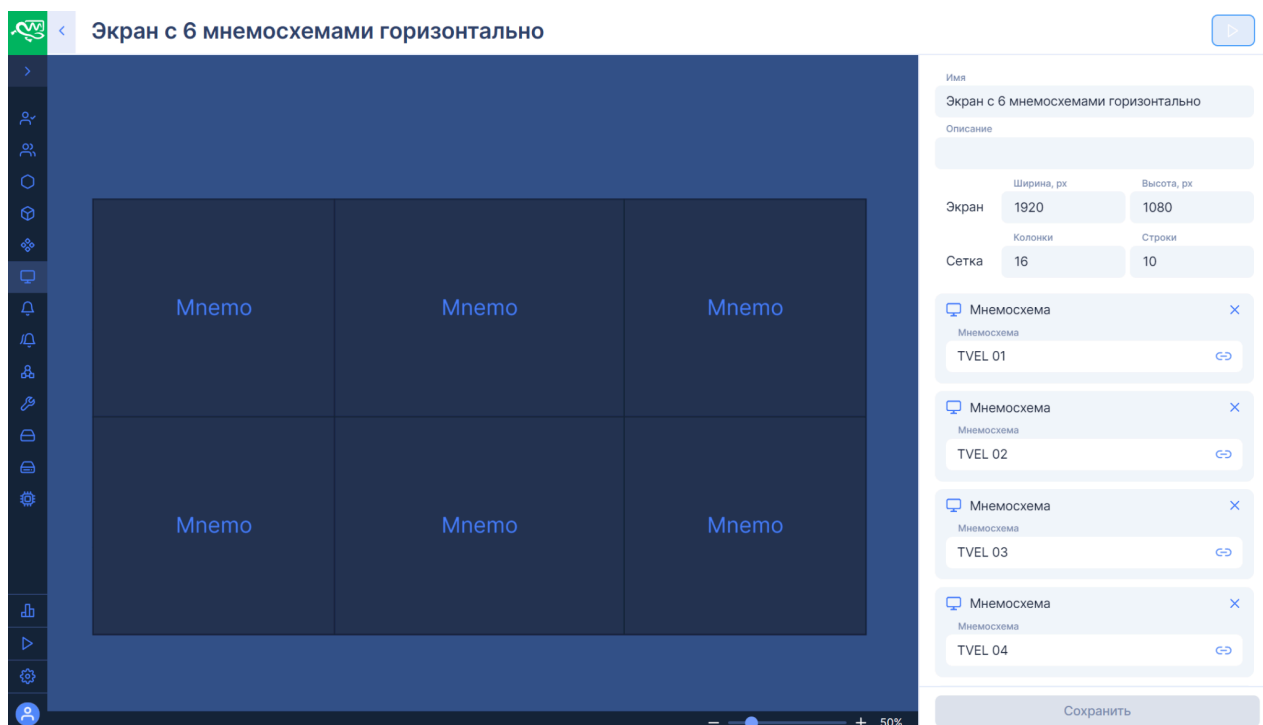 Экран с 6 мнемосхемами горизонтально
Mnemo Mnemo Mnemo
Mnemo Mnemo Mnemo
50%
Имя
Экран с 6 мнемосхемами горизонтально
Описание
Ширина, px Высота, px
Экран 1920 1080
Колонки Строки
Сетка 16 10
Мнемосхема
Мнемосхема
TVEL 01
Мнемосхема
Мнемосхема
TVEL 02
Мнемосхема
Мнемосхема
TVEL 03
Мнемосхема
Мнемосхема
TVEL 04
Сохранить